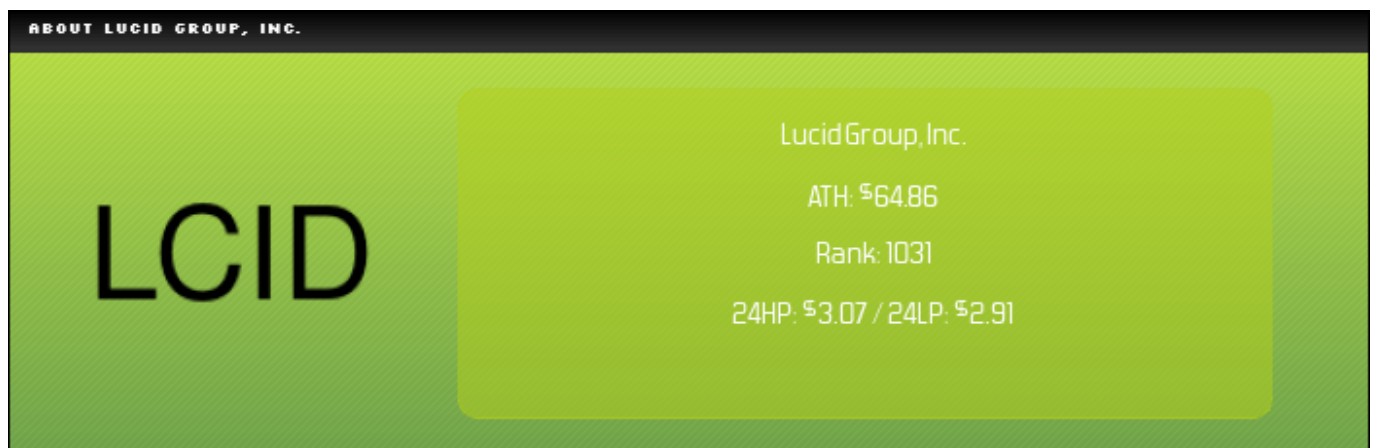 ABOUT LUCID GROUP, INC.
LCID
Lucid Group, Inc.
ATH: $64.86
Rank: 1031
24HP: $3.07 / 24LP: $2.91